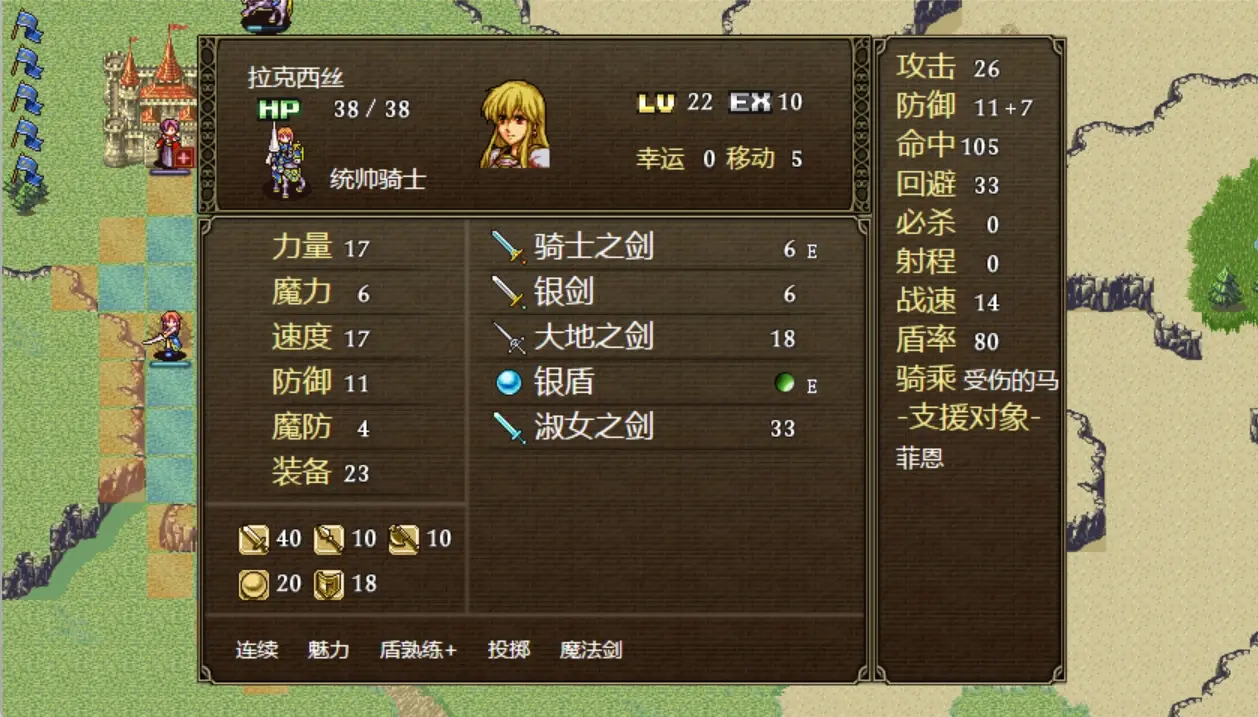 拉克西丝
HP 38 / 38
LV 22 EX 10
幸运 0 移动 5
统帅骑士
力量 17
魔力 6
速度 17
防御 11
魔防 4
装备 23
40 10 10
20 18
骑士之剑 6 E
银剑 6
大地之剑 18
银盾 E
淑女之剑 33
连续 魅力 盾熟练+ 投掷 魔法剑
攻击 26
防御 11+7
命中 105
回避 33
必杀 0
射程 0
战速 14
盾率 80
骑乘 受伤的马
-支援对象-
菲恩